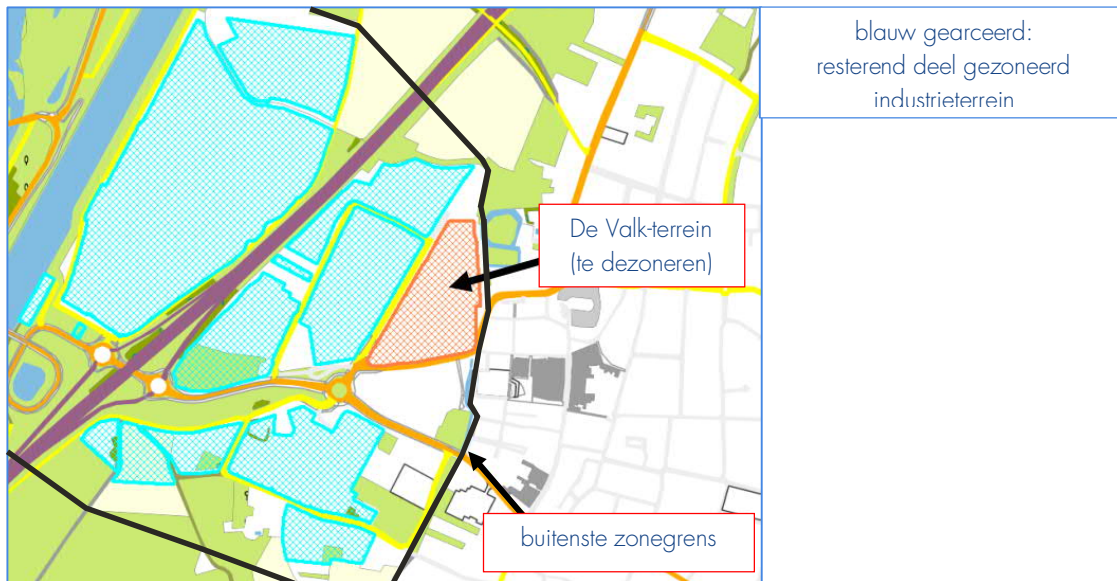 blauw gearceerd:
resterend deel gezoneerd
industrieterrein
De Valk-terrein
(te dezoneren)
buitenste zonegrens